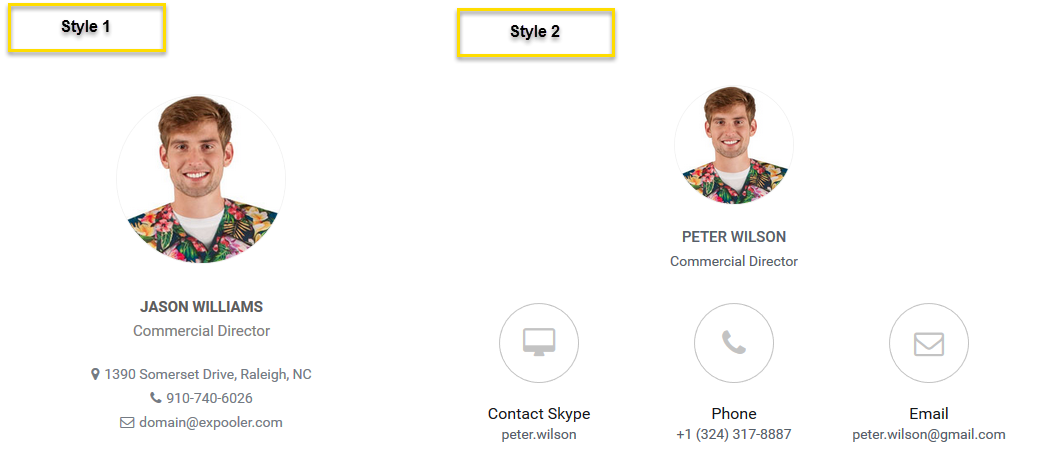 Style 1
JASON WILLIAMS
Commercial Director
1390 Somerset Drive, Raleigh, NC
910-740-6026
domain@expooler.com
Style 2
PETER WILSON
Commercial Director
Contact Skype
peter.wilson
Phone
+1 (324) 317-8887
Email
peter.wilson@gmail.com